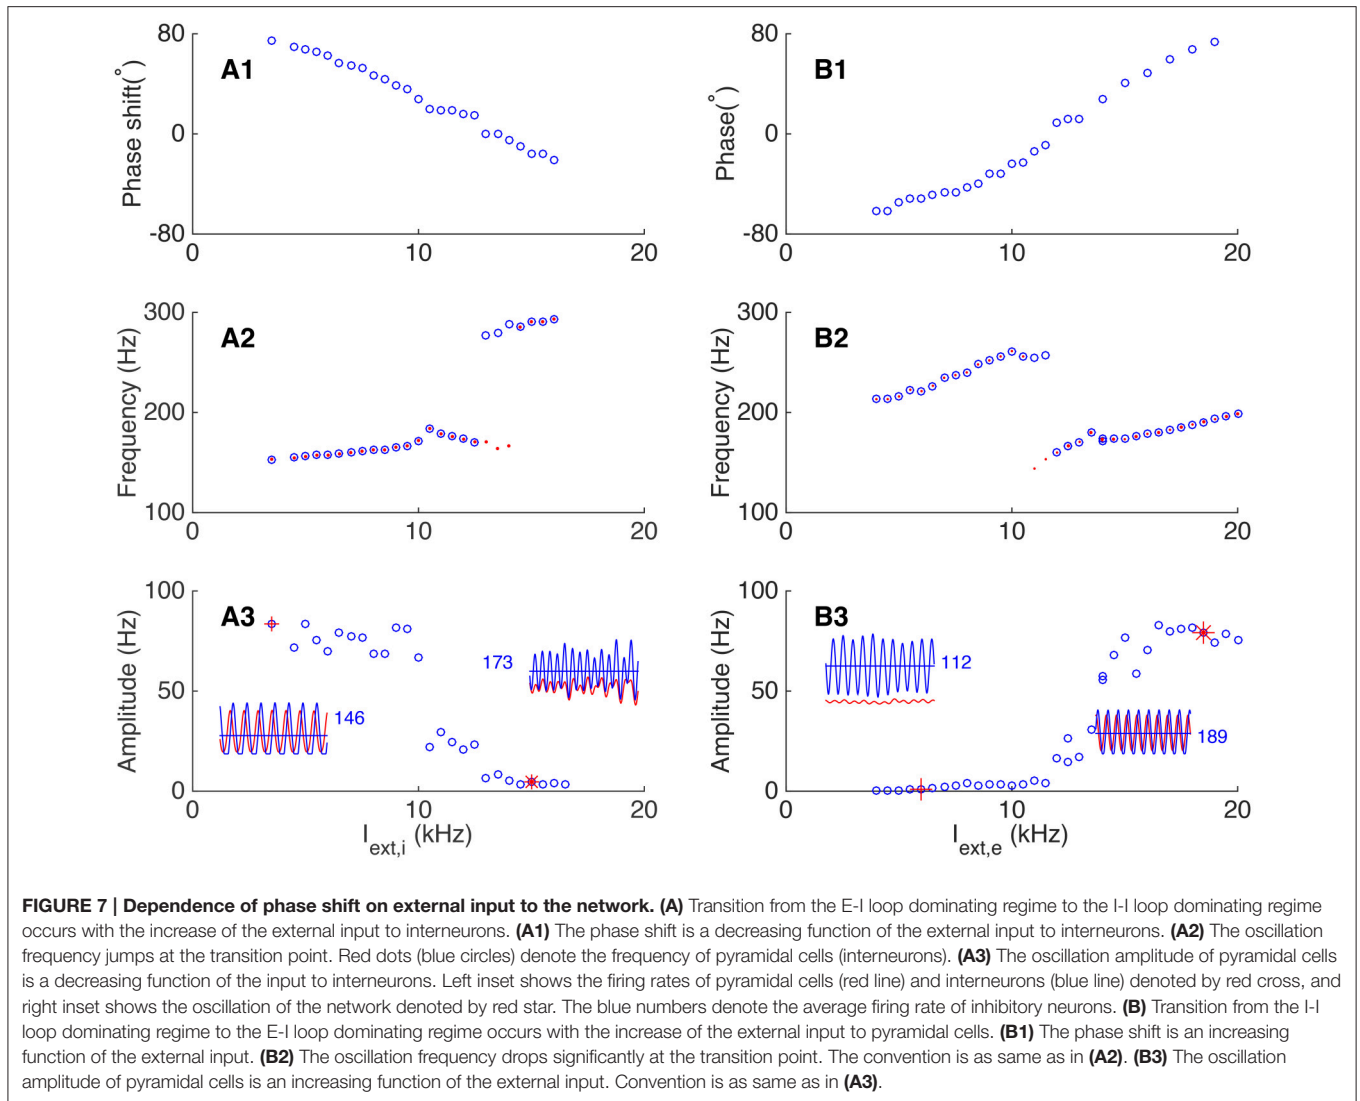 80
0
-80
Phase shift(°)
A1
0
10
20
80
0
-80
Phase(°)
B1
0
10
20
300
200
100
Frequency (Hz)
A2
0
10
20
300
200
100
Frequency (Hz)
B2
0
10
20
100
50
0
Amplitude (Hz)
A3
173
146
0
10
20
I_ext,i (kHz)
100
50
0
Amplitude (Hz)
B3
112
189
0
10
20
I_ext,e (kHz)
FIGURE 7 | Dependence of phase shift on external input to the network. (A) Transition from the E-I loop dominating regime to the I-I loop dominating regime
occurs with the increase of the external input to interneurons. (A1) The phase shift is a decreasing function of the external input to interneurons. (A2) The oscillation
frequency jumps at the transition point. Red dots (blue circles) denote the frequency of pyramidal cells (interneurons). (A3) The oscillation amplitude of pyramidal cells
is a decreasing function of the input to interneurons. Left inset shows the firing rates of pyramidal cells (red line) and interneurons (blue line) denoted by red cross, and
right inset shows the oscillation of the network denoted by red star. The blue numbers denote the average firing rate of inhibitory neurons. (B) Transition from the I-I
loop dominating regime to the E-I loop dominating regime occurs with the increase of the external input to pyramidal cells. (B1) The phase shift is an increasing
function of the external input. (B2) The oscillation frequency drops significantly at the transition point. The convention is as same as in (A2). (B3) The oscillation
amplitude of pyramidal cells is an increasing function of the external input. Convention is as same as in (A3).